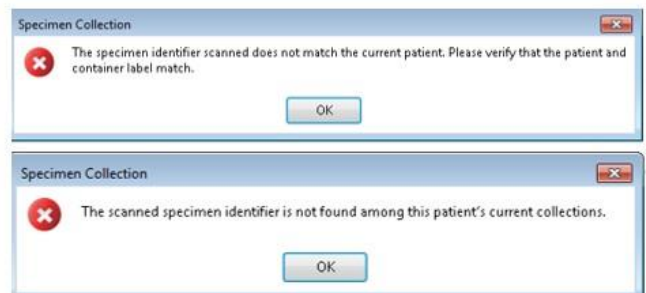 Specimen Collection
The specimen identifier scanned does not match the current patient. Please verify that the patient and
container label match.
OK
Specimen Collection
The scanned specimen identifier is not found among this patient's current collections.
OK